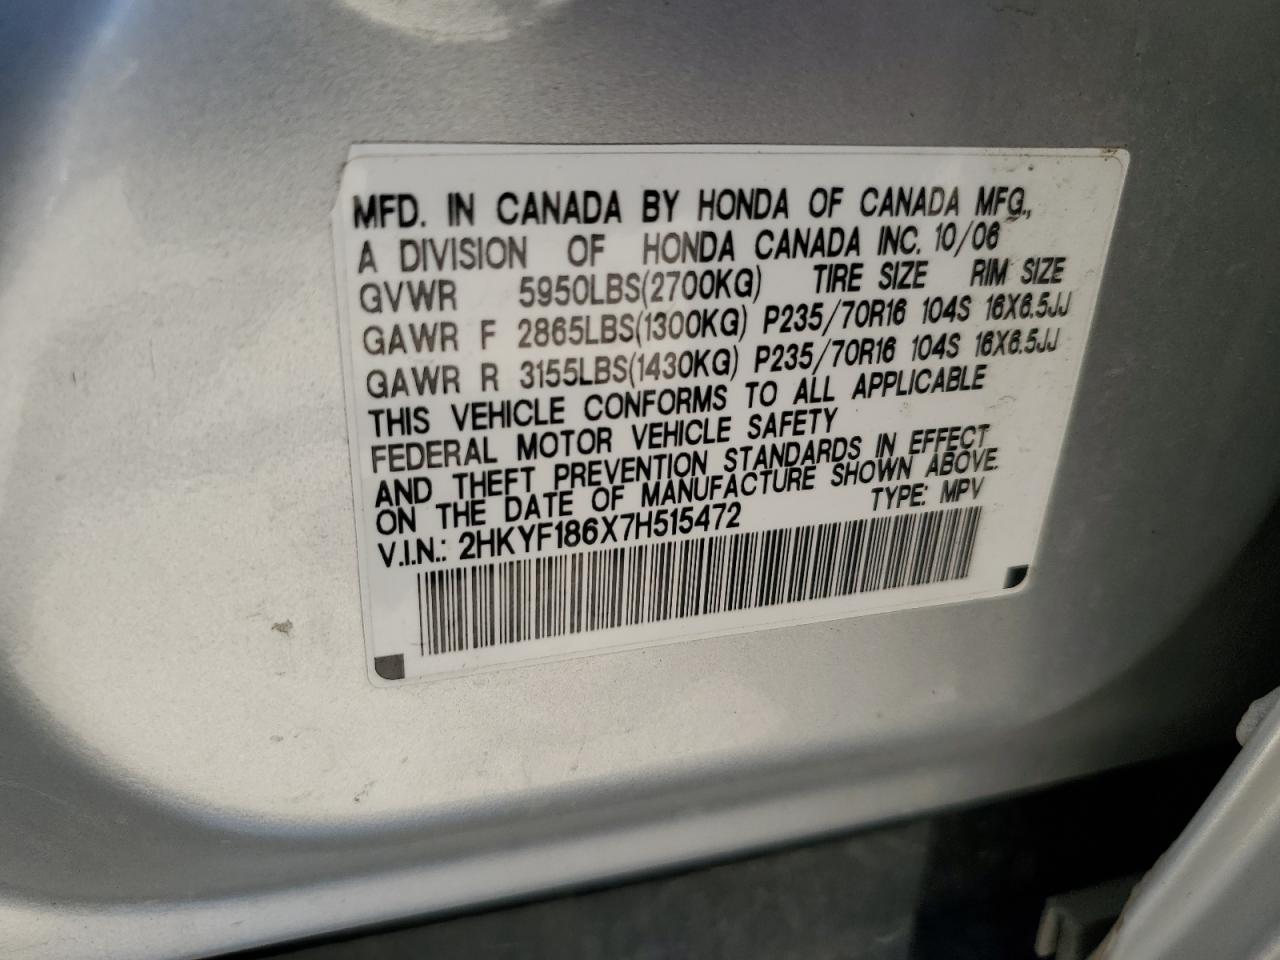 MFD. IN CANADA BY HONDA OF CANADA MFG.,
A DIVISION OF HONDA CANADA INC. 10/06
GVWR 5950LBS(2700KG) TIRE SIZE RIM SIZE
GAWR F 2865LBS(1300KG) P235/70R16 104S 16X6.5JJ
GAWR R 3155LBS(1430KG) P235/70R16 104S 16X6.5JJ
THIS VEHICLE CONFORMS TO ALL APPLICABLE
FEDERAL MOTOR VEHICLE SAFETY
AND THEFT PREVENTION STANDARDS IN EFFECT
ON THE DATE OF MANUFACTURE SHOWN ABOVE.
V.I.N.: 2HKYF186X7H515472 TYPE: MPV